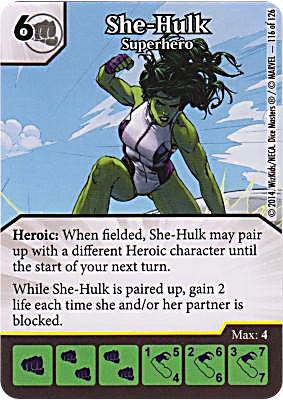 6
She-Hulk
Superhero
© 2014 WizKids/NECA. Dice Masters ® / © MARVEL — 116 of 126
Heroic: When fielded, She-Hulk may pair
up with a different Heroic character until
the start of your next turn.
While She-Hulk is paired up, gain 2
life each time she and/or her partner is
blocked.
Max: 4
1 5 4
2 6 6
3 7 7